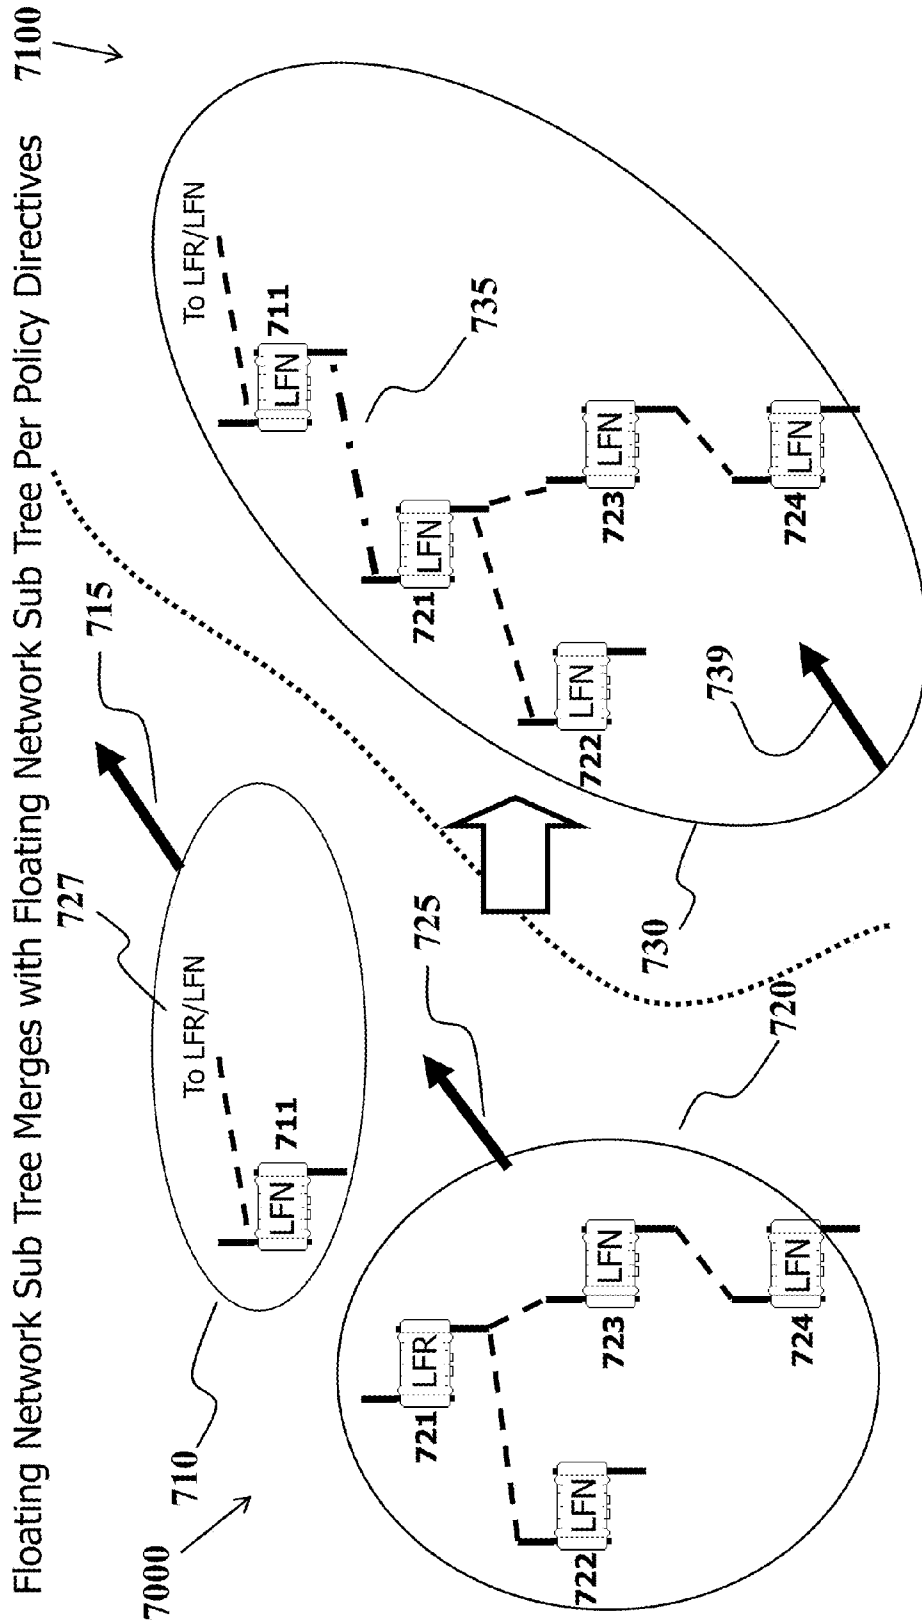 Floating Network Sub Tree Merges with Floating Network Sub Tree Per Policy Directives
7100
7000
710
To LFR/LFN
727
715
LFN
711
LFR
721
LFN
722
LFN
723
LFN
724
725
720
To LFR/LFN
LFN
711
735
LFN
721
LFN
722
LFN
723
LFN
724
730
739